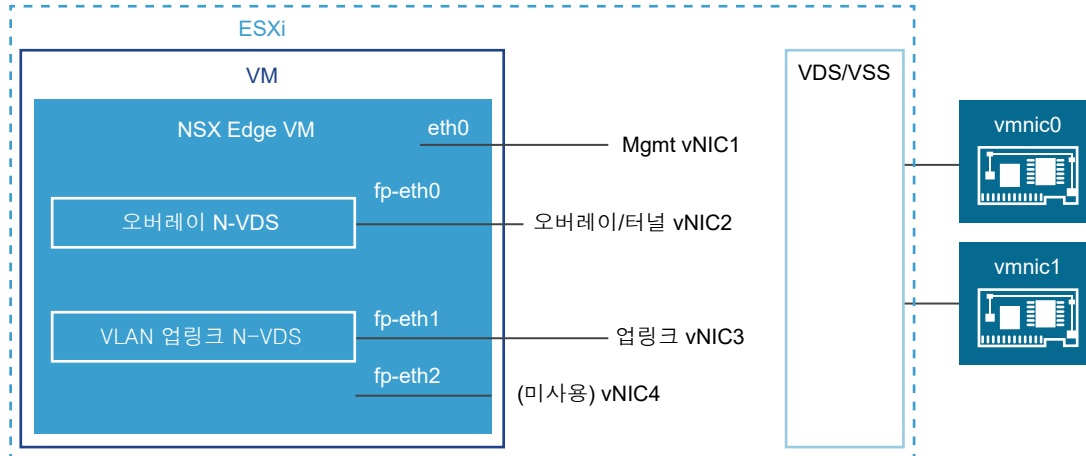 ESXi
VM
VDS/VSS
NSX Edge VM
eth0
Mgmt vNIC1
vmnic0
fp-eth0
오버레이 N-VDS
오버레이/터널 vNIC2
vmnic1
fp-eth1
VLAN 업링크 N-VDS
업링크 vNIC3
fp-eth2
(미사용) vNIC4